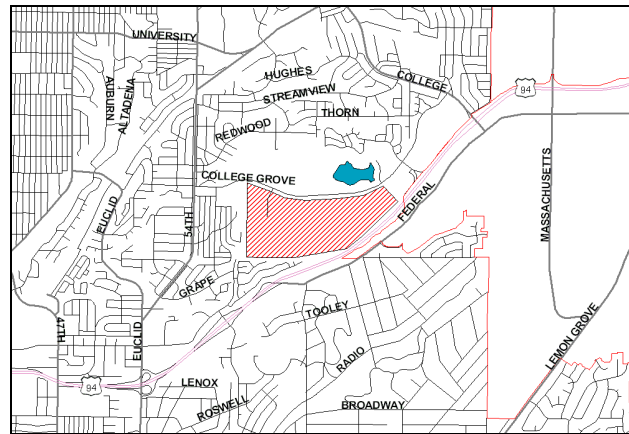 UNIVERSITY
HUGHES
COLLEGE
AUBURN
ALTADENA
STREAMVIEW
94
THORN
REDWOOD
COLLEGE GROVE
EUCLID
54TH
FEDERAL
MASSACHUSETTS
GRAPE
TOOLEY
47TH
EUCLID
RADIO
LEMON GROVE
94
LENOX
ROSWELL
BROADWAY